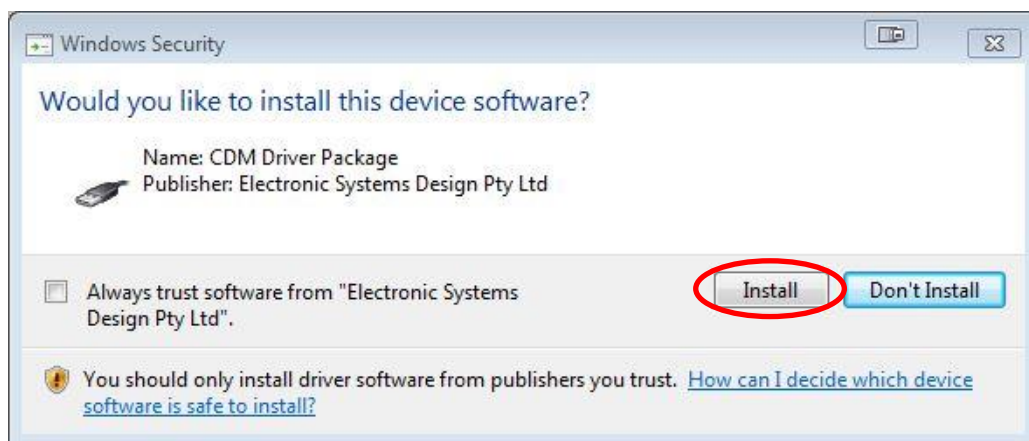 Windows Security
Would you like to install this device software?
Name: CDM Driver Package
Publisher: Electronic Systems Design Pty Ltd
Always trust software from "Electronic Systems
Design Pty Ltd".
Install
Don't Install
You should only install driver software from publishers you trust. How can I decide which device
software is safe to install?